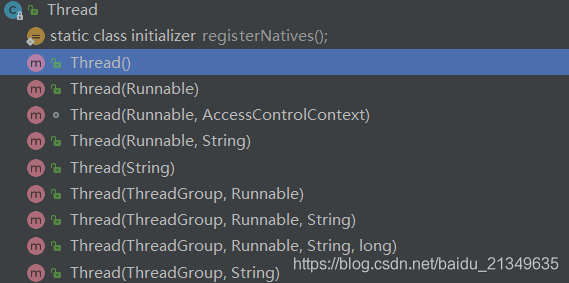 Thread
static class initializer registerNatives();
Thread()
Thread(Runnable)
Thread(Runnable, AccessControlContext)
Thread(Runnable, String)
Thread(String)
Thread(ThreadGroup, Runnable)
Thread(ThreadGroup, Runnable, String)
Thread(ThreadGroup, Runnable, String, long)
Thread(ThreadGroup, String)
https://blog.csdn.net/baidu_21349635